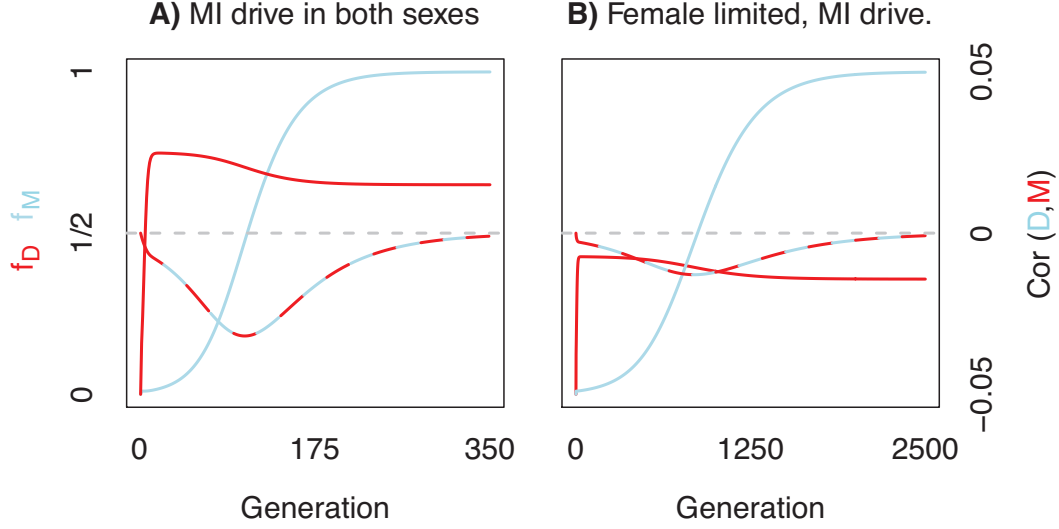 A) MI drive in both sexes
B) Female limited, MI drive.
f_D f_M
1
1/2
0
0 175 350
Generation
0 1250 2500
Generation
0.05
0
−0.05
Cor (D,M)